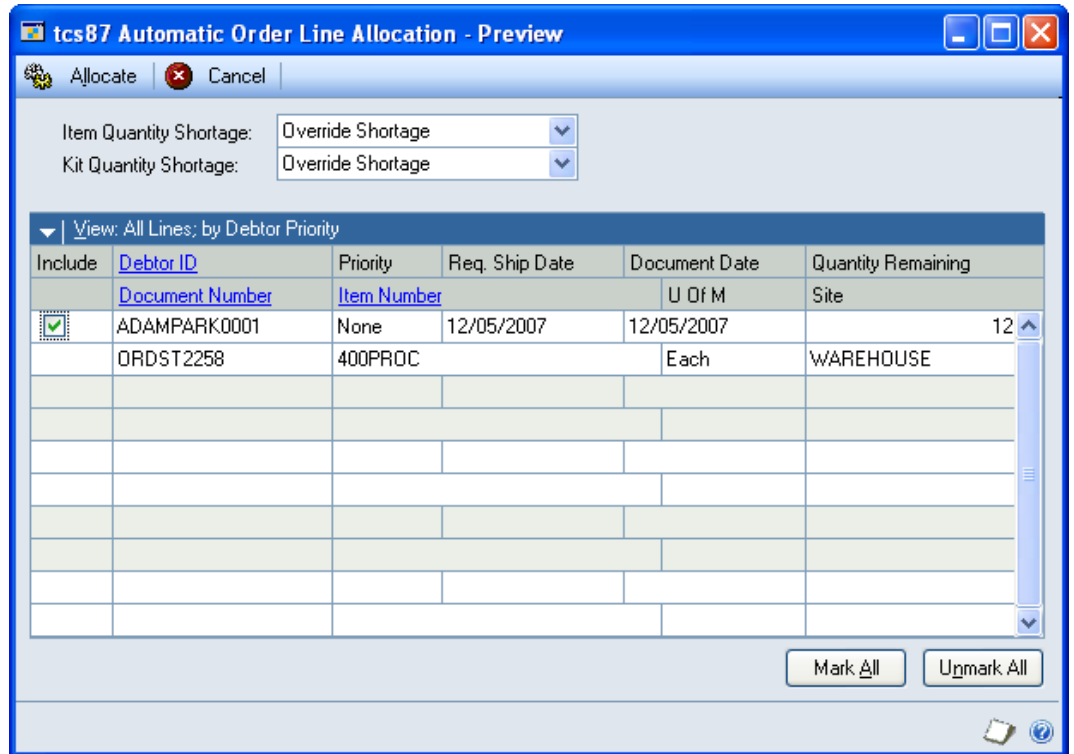 tcs87 Automatic Order Line Allocation - Preview
Allocate Cancel
Item Quantity Shortage: Override Shortage
Kit Quantity Shortage: Override Shortage
View: All Lines; by Debtor Priority
Include Debtor ID Priority Req. Ship Date Document Date Quantity Remaining
Document Number Item Number U Of M Site
ADAMPARK0001 None 12/05/2007 12/05/2007 12
ORDST2258 400PROC Each WAREHOUSE
Mark All Unmark All